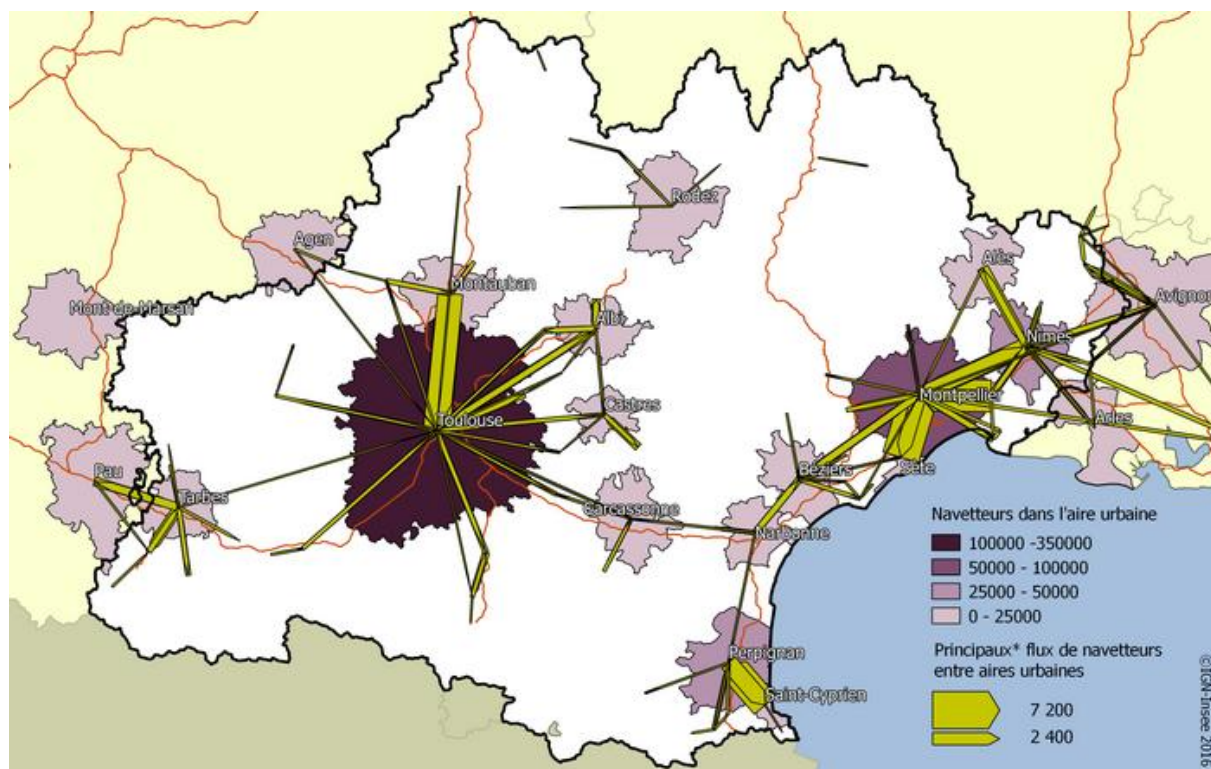 Rodez
Agen
Montauban
Alès
Mont-de-Marsan
Avignon
Albi
Nîmes
Castres
Montpellier
Toulouse
Arles
Pau
Béziers
Sète
Tarbes
Carcassonne
Narbonne
Perpignan
Saint-Cyprien
Navetteurs dans l'aire urbaine
100000 -350000
50000 - 100000
25000 - 50000
0 - 25000
Principaux* flux de navetteurs
entre aires urbaines
7 200
2 400
©IGN-Insee 2016